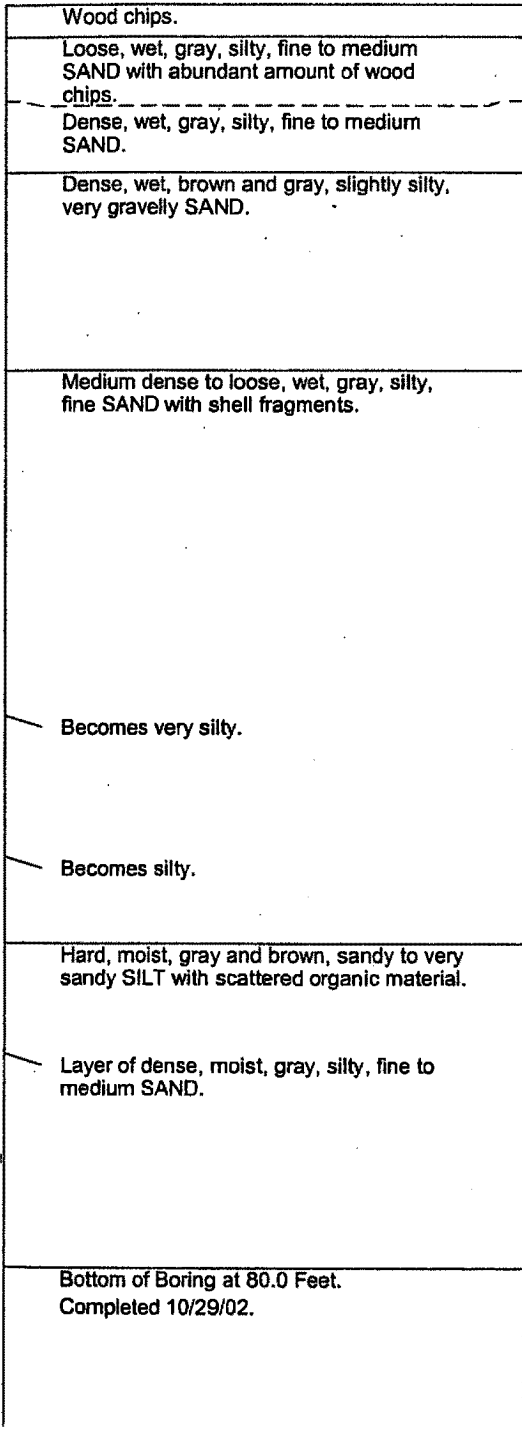 Wood chips.
Loose, wet, gray, silty, fine to medium
SAND with abundant amount of wood
chips.
Dense, wet, gray, silty, fine to medium
SAND.
Dense, wet, brown and gray, slightly silty,
very gravelly SAND.
Medium dense to loose, wet, gray, silty,
fine SAND with shell fragments.
Becomes very silty.
Becomes silty.
Hard, moist, gray and brown, sandy to very
sandy SILT with scattered organic material.
Layer of dense, moist, gray, silty, fine to
medium SAND.
Bottom of Boring at 80.0 Feet.
Completed 10/29/02.